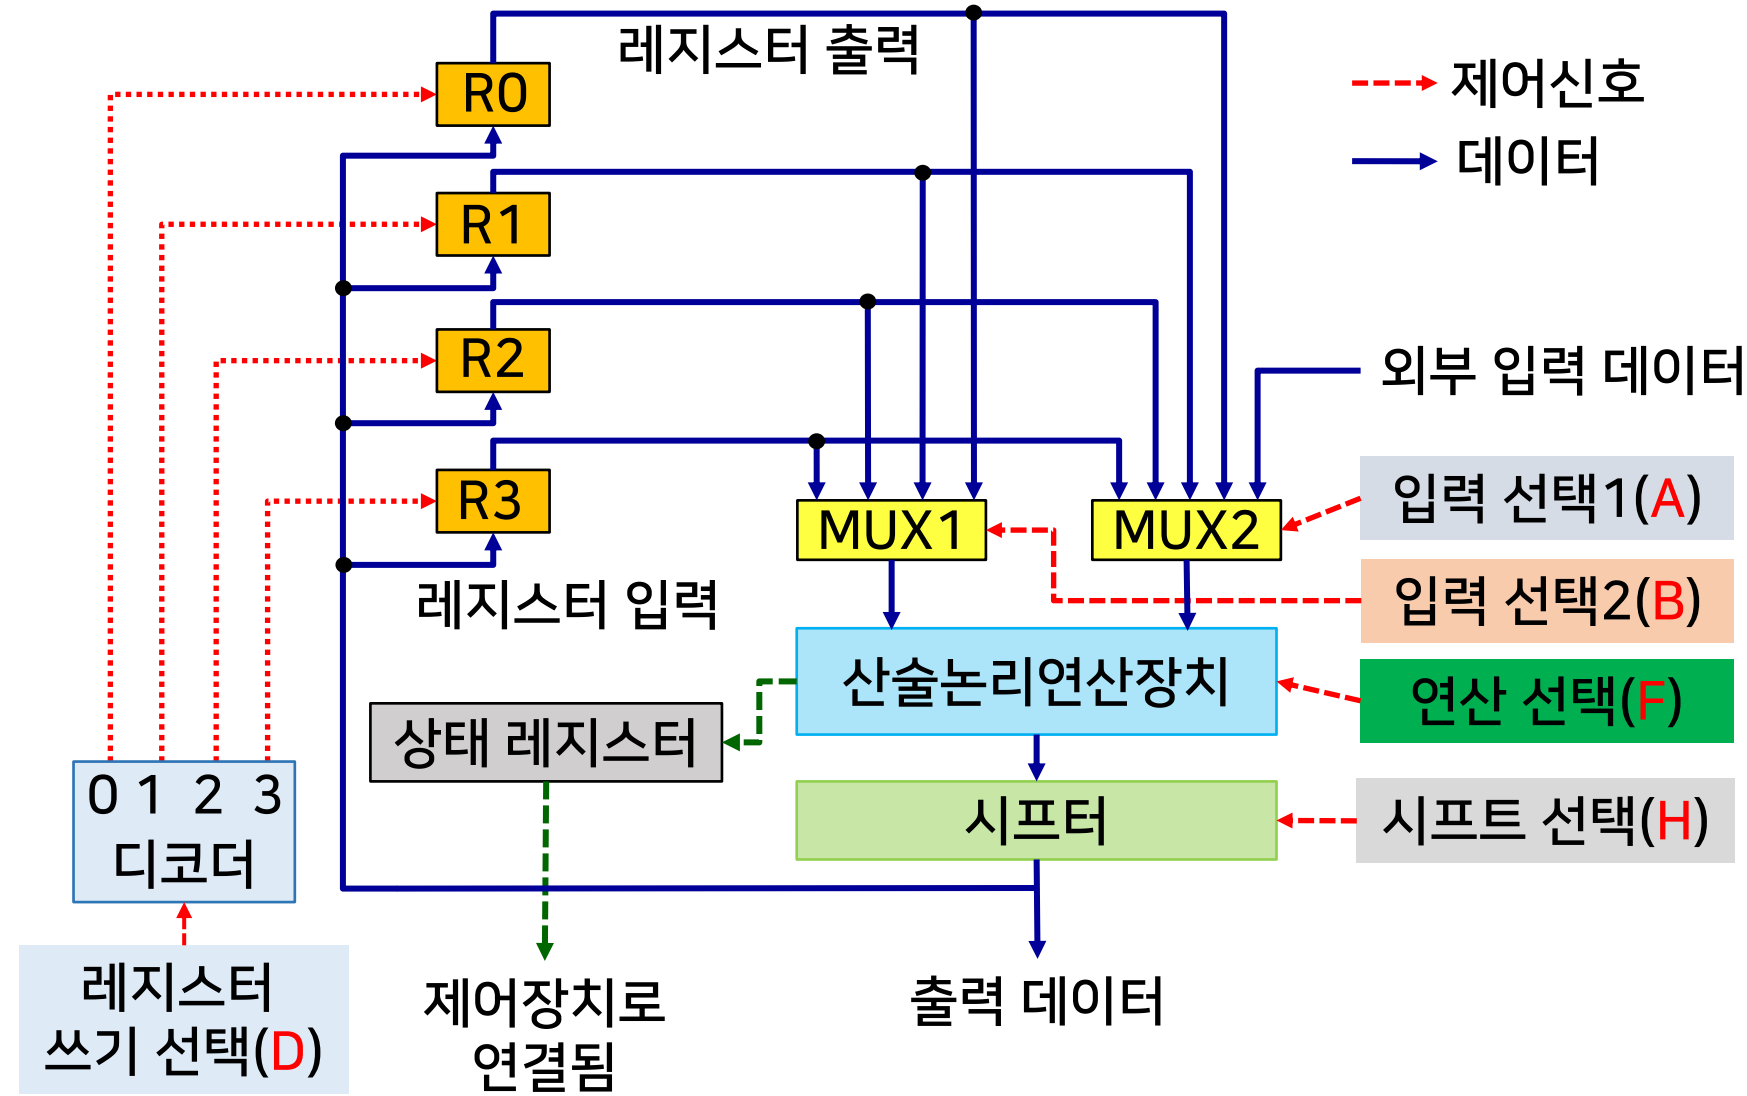 레지스터 출력
R0
제어신호
데이터
R1
R2
외부 입력 데이터
R3
MUX1
MUX2
입력 선택1(A)
입력 선택2(B)
레지스터 입력
산술논리연산장치
연산 선택(F)
상태 레지스터
0 1 2 3
디코더
시프터
시프트 선택(H)
레지스터
쓰기 선택(D)
제어장치로
연결됨
출력 데이터